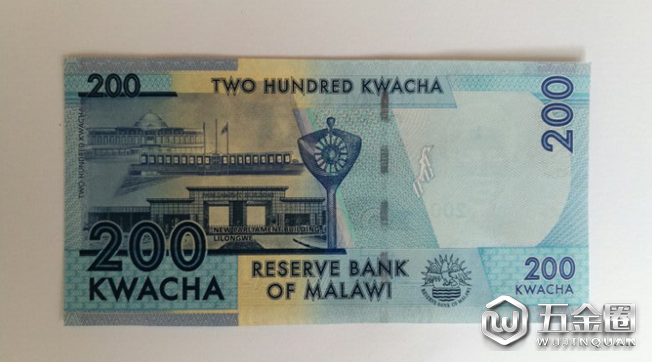 200
TWO HUNDRED KWACHA
200
TWO HUNDRED KWACHA
NEW PARLIAMENT BUILDINGS
LILONGWE
200
KWACHA
RESERVE BANK
OF MALAWI
RESERVE BANK OF MALAWI
200
KWACHA
五金圈
WUJINQUAN